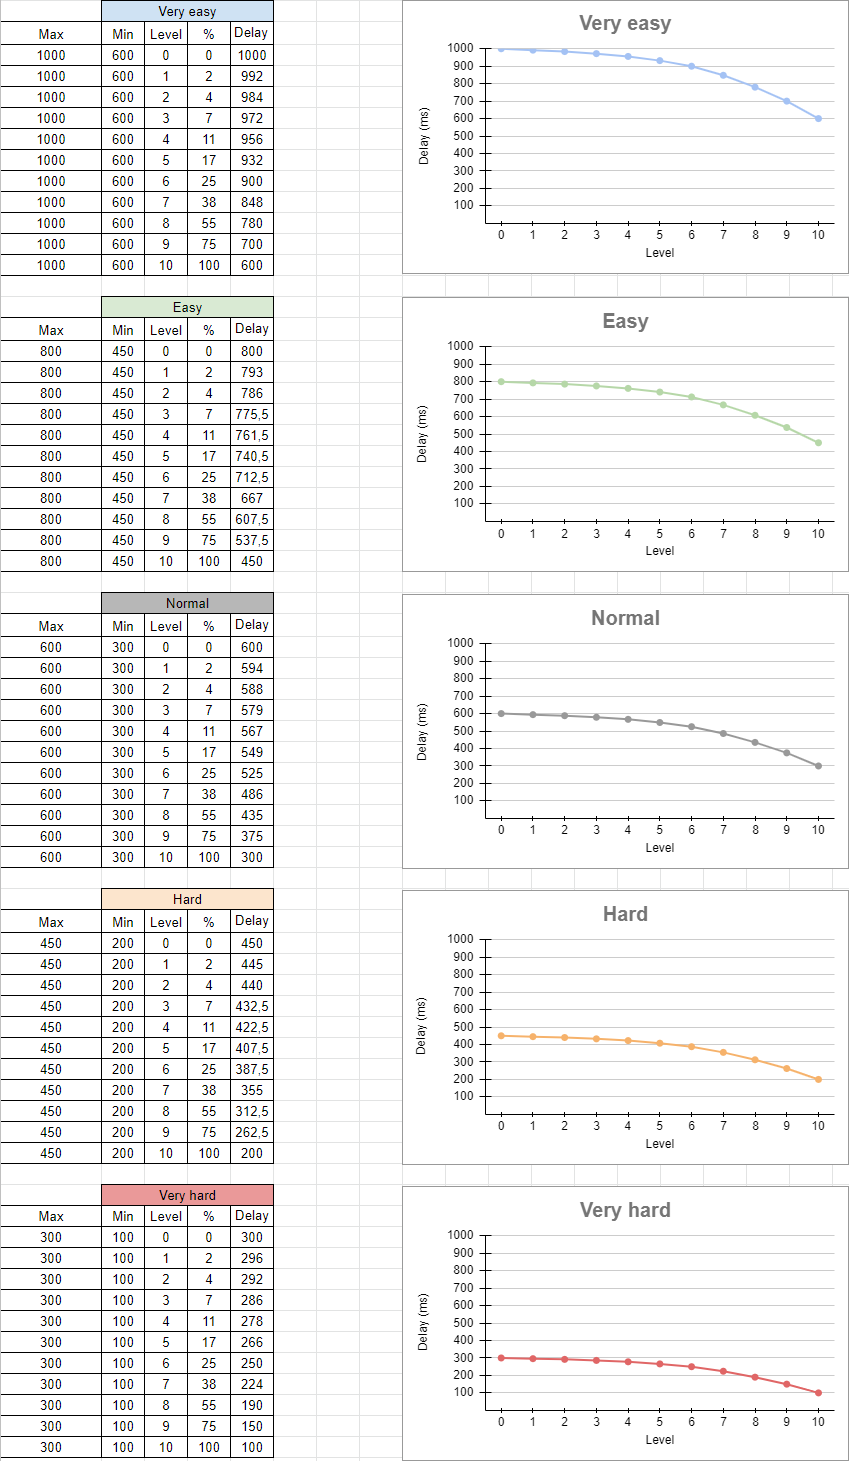 Very easy
Max Min Level % Delay
1000 600 0 0 1000
1000 600 1 2 992
1000 600 2 4 984
1000 600 3 7 972
1000 600 4 11 956
1000 600 5 17 932
1000 600 6 25 900
1000 600 7 38 848
1000 600 8 55 780
1000 600 9 75 700
1000 600 10 100 600
Very easy
Delay (ms)
1000
900
800
700
600
500
400
300
200
100
0 1 2 3 4 5 6 7 8 9 10
Level
Easy
Max Min Level % Delay
800 450 0 0 800
800 450 1 2 793
800 450 2 4 786
800 450 3 7 775,5
800 450 4 11 761,5
800 450 5 17 740,5
800 450 6 25 712,5
800 450 7 38 667
800 450 8 55 607,5
800 450 9 75 537,5
800 450 10 100 450
Easy
Delay (ms)
1000
900
800
700
600
500
400
300
200
100
0 1 2 3 4 5 6 7 8 9 10
Level
Normal
Max Min Level % Delay
600 300 0 0 600
600 300 1 2 594
600 300 2 4 588
600 300 3 7 579
600 300 4 11 567
600 300 5 17 549
600 300 6 25 525
600 300 7 38 486
600 300 8 55 435
600 300 9 75 375
600 300 10 100 300
Normal
Delay (ms)
1000
900
800
700
600
500
400
300
200
100
0 1 2 3 4 5 6 7 8 9 10
Level
Hard
Max Min Level % Delay
450 200 0 0 450
450 200 1 2 445
450 200 2 4 440
450 200 3 7 432,5
450 200 4 11 422,5
450 200 5 17 407,5
450 200 6 25 387,5
450 200 7 38 355
450 200 8 55 312,5
450 200 9 75 262,5
450 200 10 100 200
Hard
Delay (ms)
1000
900
800
700
600
500
400
300
200
100
0 1 2 3 4 5 6 7 8 9 10
Level
Very hard
Max Min Level % Delay
300 100 0 0 300
300 100 1 2 296
300 100 2 4 292
300 100 3 7 286
300 100 4 11 278
300 100 5 17 266
300 100 6 25 250
300 100 7 38 224
300 100 8 55 190
300 100 9 75 150
300 100 10 100 100
Very hard
Delay (ms)
1000
900
800
700
600
500
400
300
200
100
0 1 2 3 4 5 6 7 8 9 10
Level